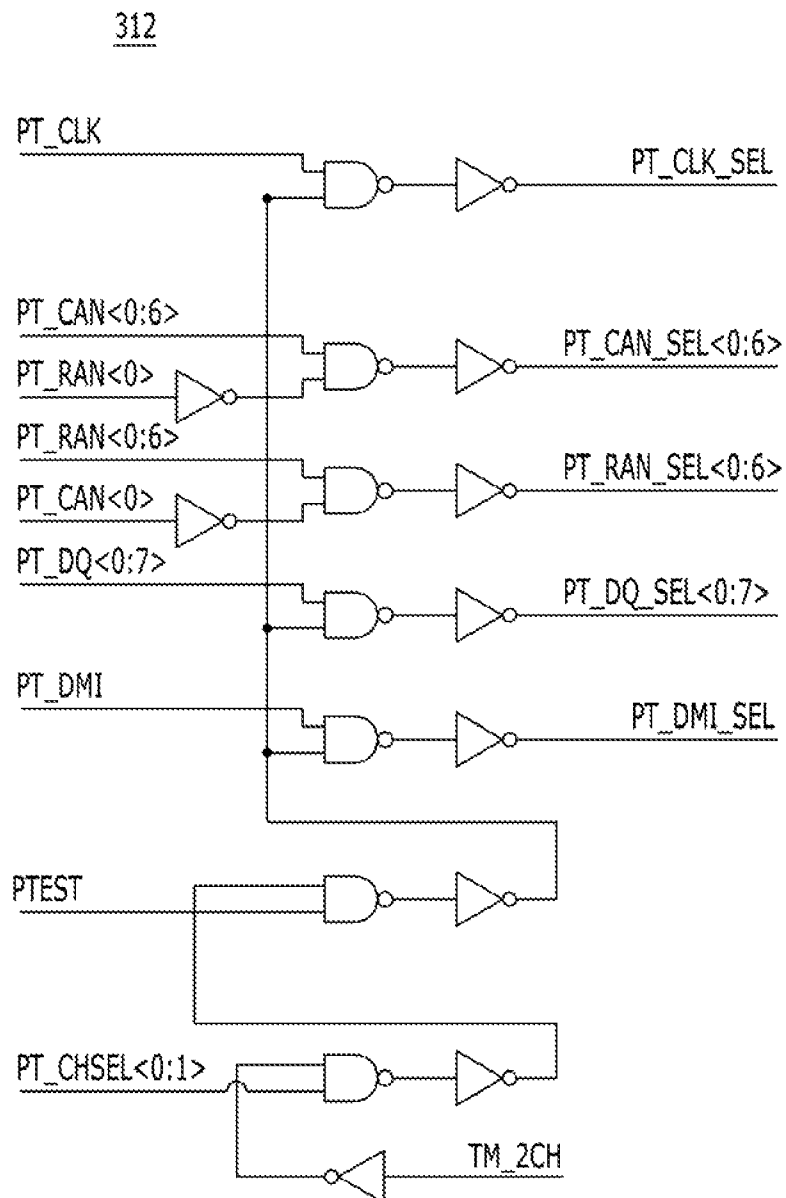 312
PT_CLK
PT_CLK_SEL
PT_CAN<0:6>
PT_CAN_SEL<0:6>
PT_RAN<0>
PT_RAN<0:6>
PT_RAN_SEL<0:6>
PT_CAN<0>
PT_DQ<0:7>
PT_DQ_SEL<0:7>
PT_DMI
PT_DMI_SEL
PTEST
PT_CHSEL<0:1>
TM_2CH